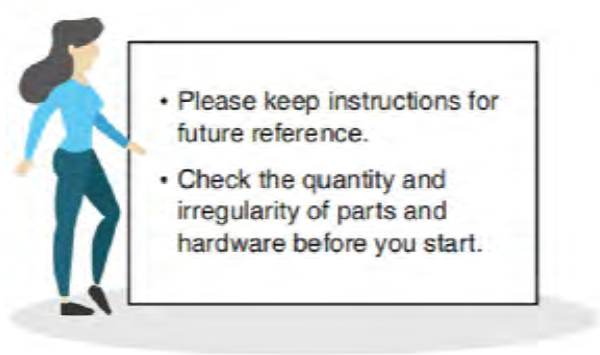 • Please keep instructions for
future reference.
• Check the quantity and
irregularity of parts and
hardware before you start.